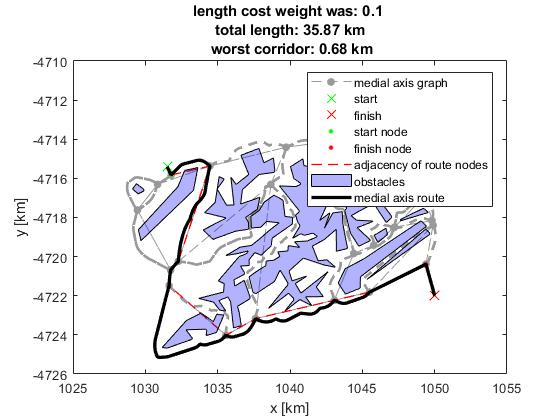 length cost weight was: 0.1
total length: 35.87 km
worst corridor: 0.68 km
-4710
-4712
-4714
-4716
-4718
-4720
-4722
-4724
-4726
y [km]
medial axis graph
start
finish
start node
finish node
adjacency of route nodes
obstacles
medial axis route
1025 1030 1035 1040 1045 1050 1055
x [km]